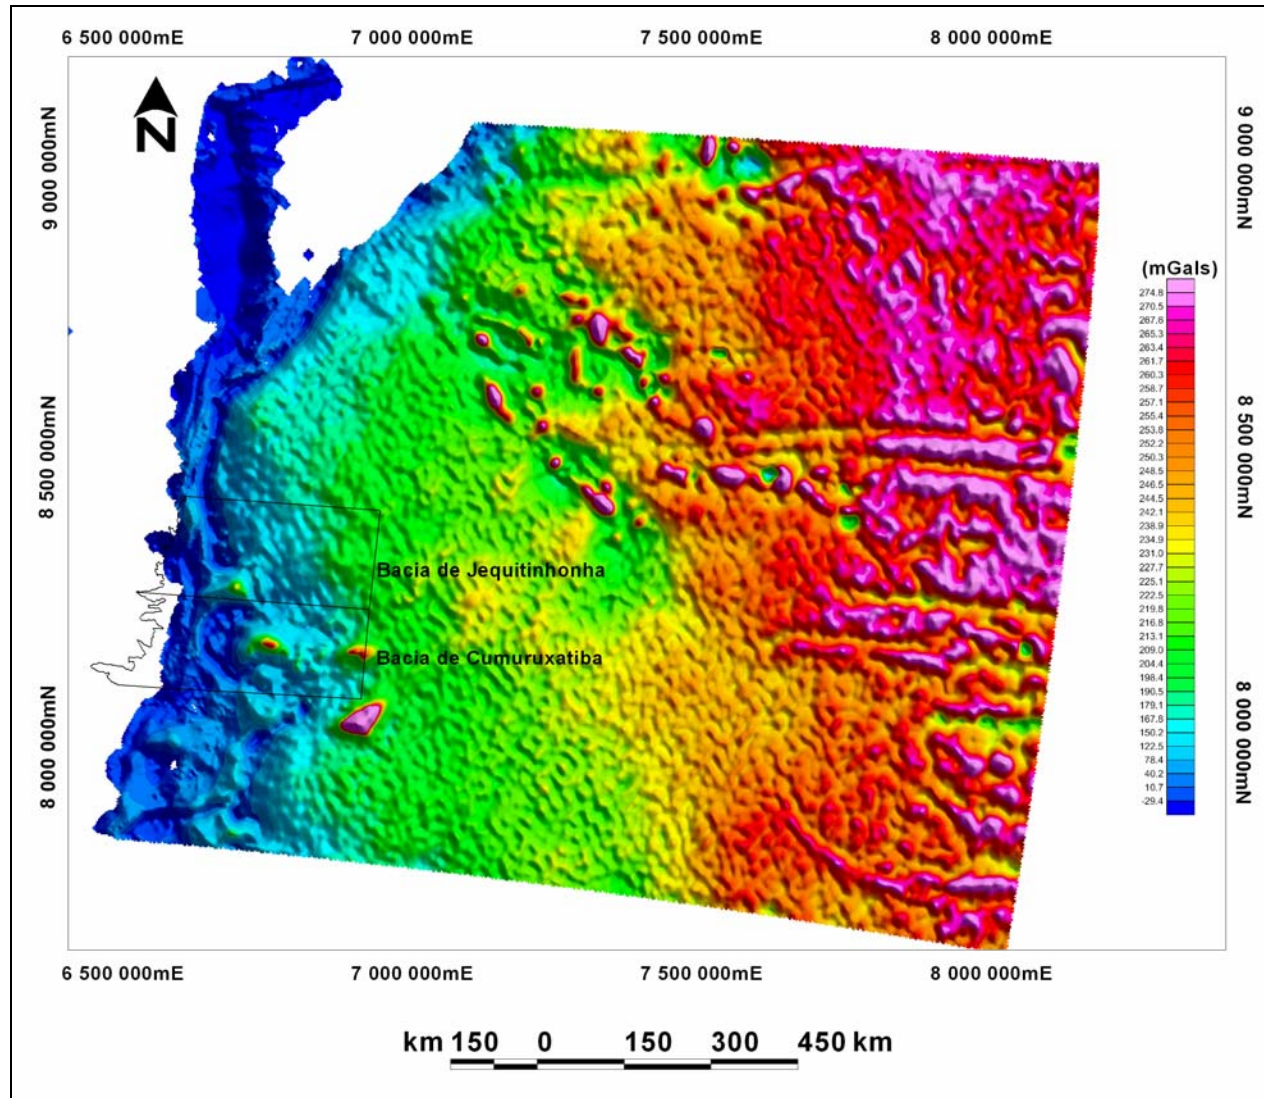 6 500 000mE 7 000 000mE 7 500 000mE 8 000 000mE
N
9 000 000mN
8 500 000mN
8 000 000mN
9 000 000mN
8 500 000mN
8 000 000mN
Bacia de Jequitinhonha
Bacia de Cumuruxatiba
(mGals)
274.8
270.5
267.6
265.3
263.4
261.7
260.3
258.7
257.1
255.4
253.6
252.2
250.3
248.5
246.5
244.5
242.1
238.9
234.9
231.0
227.7
225.1
222.5
219.8
216.8
213.1
209.0
204.4
198.4
190.5
179.1
167.8
150.2
122.5
78.4
40.2
10.7
-29.4
6 500 000mE 7 000 000mE 7 500 000mE 8 000 000mE
km 150 0 150 300 450 km